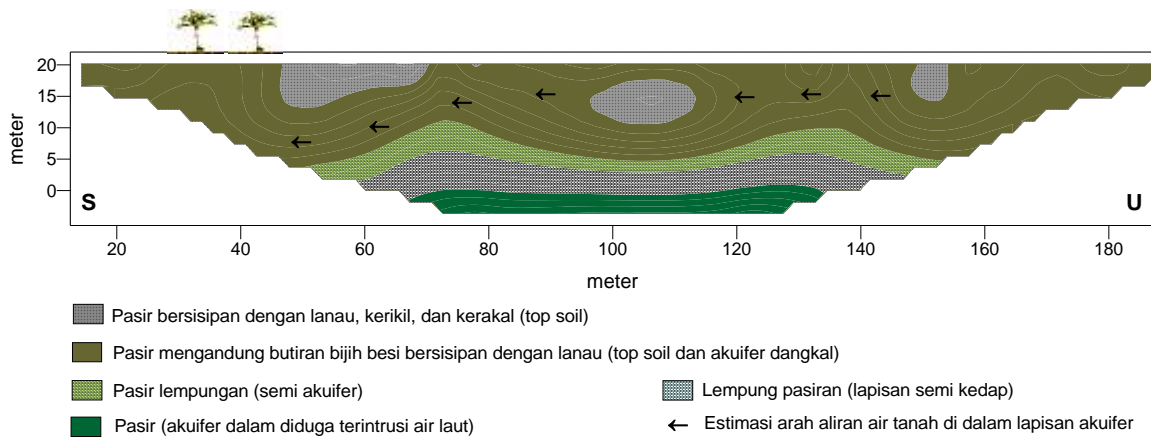 20
15
10
5
0
meter
S
U
20 40 60 80 100 120 140 160 180
meter
Pasir bersisipan dengan lanau, kerikil, dan kerakal (top soil)
Pasir mengandung butiran bijih besi bersisipan dengan lanau (top soil dan akuifer dangkal)
Pasir lempungan (semi akuifer)
Lempung pasiran (lapisan semi kedap)
Pasir (akuifer dalam diduga terintrusi air laut)
Estimasi arah aliran air tanah di dalam lapisan akuifer